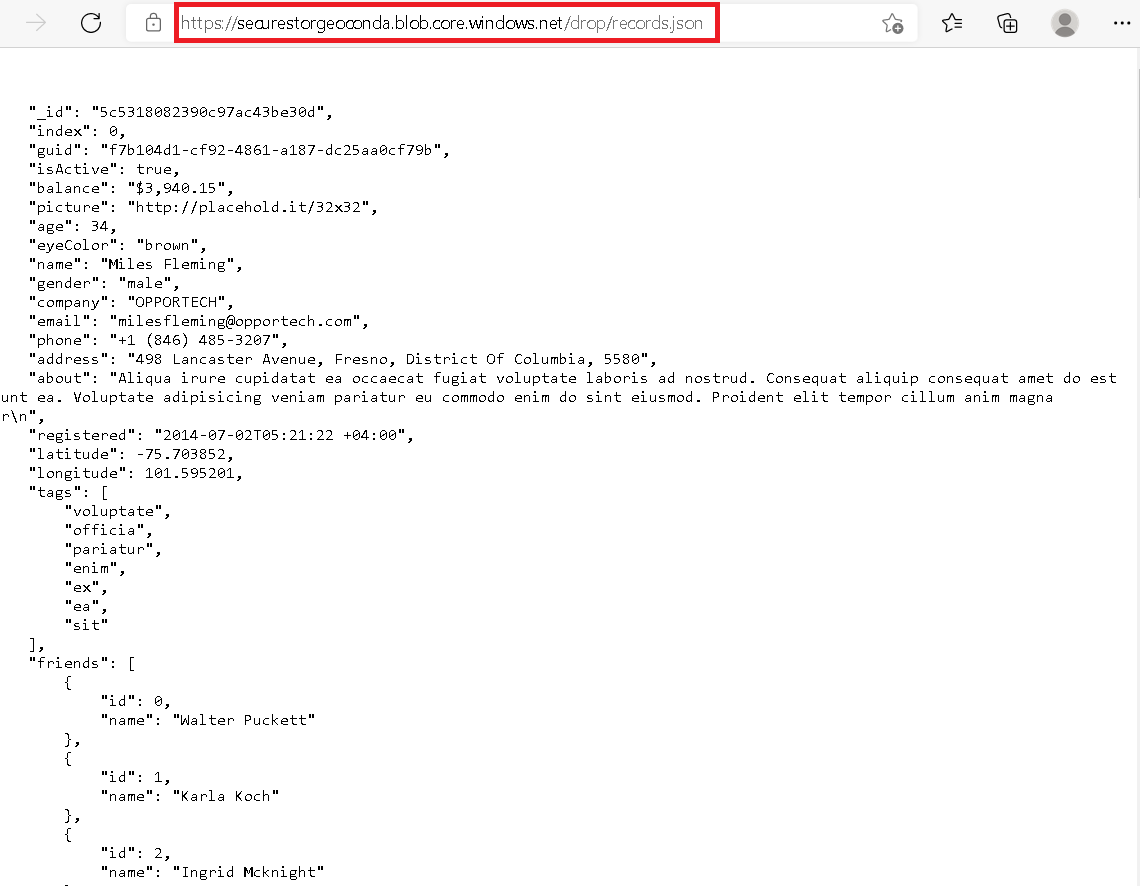 https://securestorgeoconda.blob.core.windows.net/drop/records.json
"_id": "5c5318082390c97ac43be30d",
"index": 0,
"guid": "f7b104d1-cf92-4861-a187-dc25aa0cf79b",
"isActive": true,
"balance": "$3,940.15",
"picture": "http://placehold.it/32x32",
"age": 34,
"eyeColor": "brown",
"name": "Miles Fleming",
"gender": "male",
"company": "OPPORTECH",
"email": "milesfleming@opportech.com",
"phone": "+1 (846) 485-3207",
"address": "498 Lancaster Avenue, Fresno, District Of Columbia, 5580",
"about": "Aliqua irure cupidatat ea occaecat fugiat voluptate laboris ad nostrud. Consequat aliquip consequat amet do est
unt ea. Voluptate adipisicing veniam pariatur eu commodo enim do sint eiusmod. Proident elit tempor cillum anim magna
r\n",
"registered": "2014-07-02T05:21:22 +04:00",
"latitude": -75.703852,
"longitude": 101.595201,
"tags": [
"voluptate",
"officia",
"pariatur",
"enim",
"ex",
"ea",
"sit"
],
"friends": [
{
"id": 0,
"name": "Walter Puckett"
},
{
"id": 1,
"name": "Karla Koch"
},
{
"id": 2,
"name": "Ingrid Mcknight"